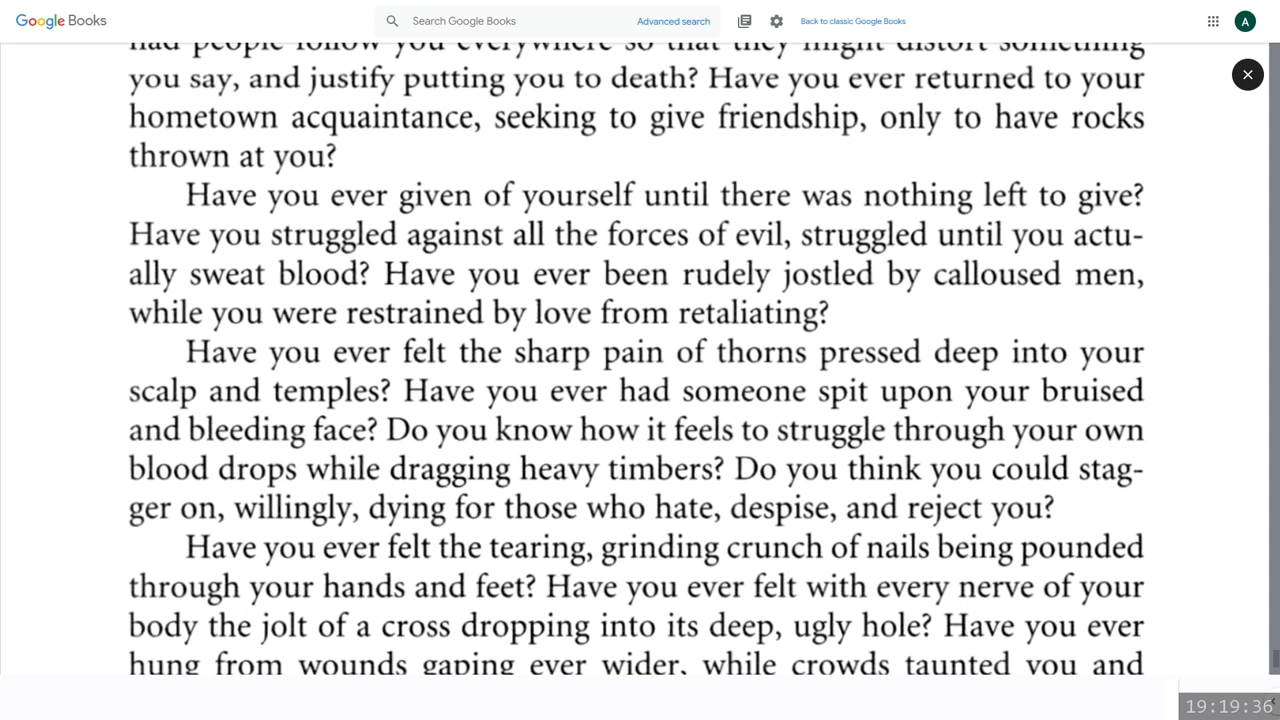 Google Books
Search Google Books
Advanced search
Back to classic Google Books
A
had people follow you everywhere so that they might distort something
you say, and justify putting you to death? Have you ever returned to your
hometown acquaintance, seeking to give friendship, only to have rocks
thrown at you?
Have you ever given of yourself until there was nothing left to give?
Have you struggled against all the forces of evil, struggled until you actu-
ally sweat blood? Have you ever been rudely jostled by calloused men,
while you were restrained by love from retaliating?
Have you ever felt the sharp pain of thorns pressed deep into your
scalp and temples? Have you ever had someone spit upon your bruised
and bleeding face? Do you know how it feels to struggle through your own
blood drops while dragging heavy timbers? Do you think you could stag-
ger on, willingly, dying for those who hate, despise, and reject you?
Have you ever felt the tearing, grinding crunch of nails being pounded
through your hands and feet? Have you ever felt with every nerve of your
body the jolt of a cross dropping into its deep, ugly hole? Have you ever
hung from wounds gaping ever wider, while crowds taunted you and
19:19:36